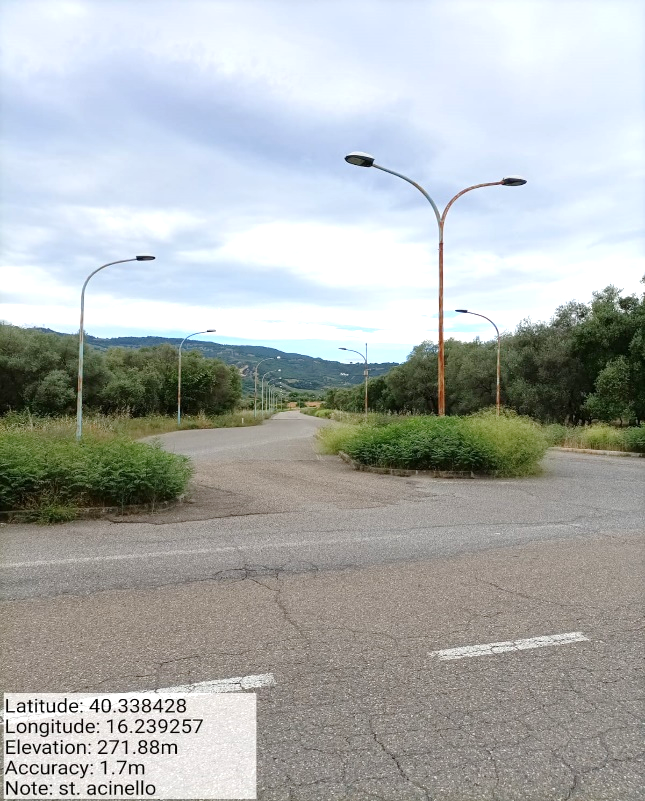 Latitude: 40.338428
Longitude: 16.239257
Elevation: 271.88m
Accuracy: 1.7m
Note: st. acinello